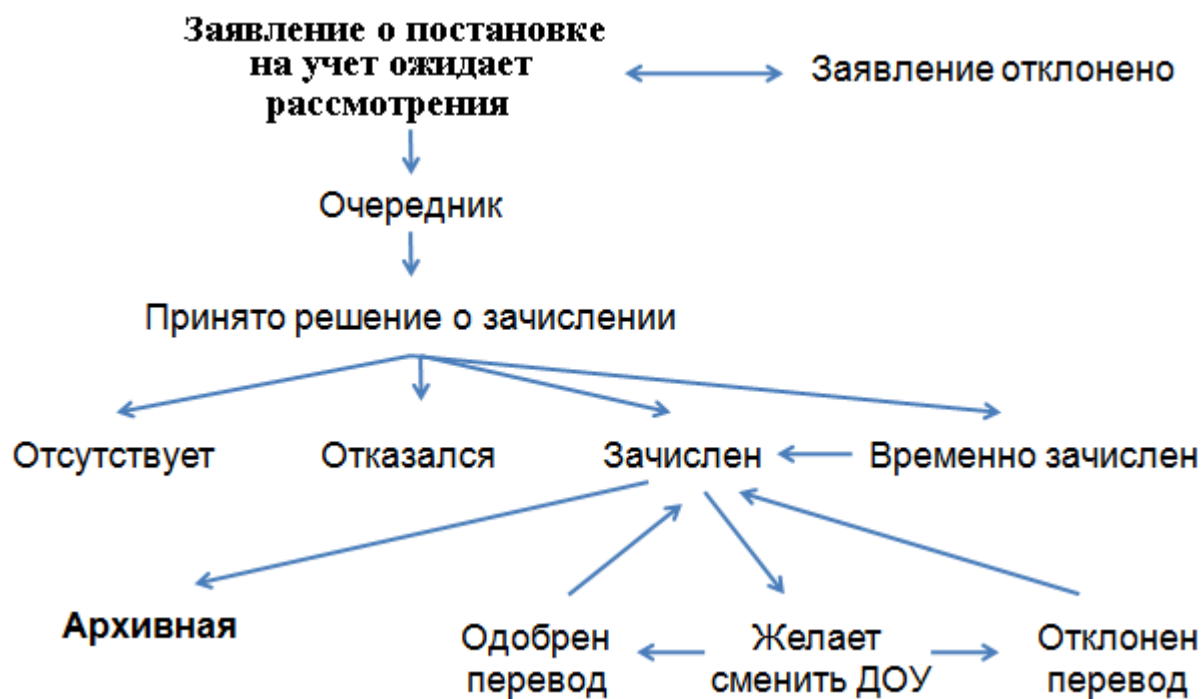 Заявление о постановке
на учет ожидает
рассмотрения
Заявление отклонено
Очередник
Принято решение о зачислении
Отсутствует
Отказался
Зачислен
Временно зачислен
Архивная
Одобрен
перевод
Желает
сменить ДОУ
Отклонен
перевод